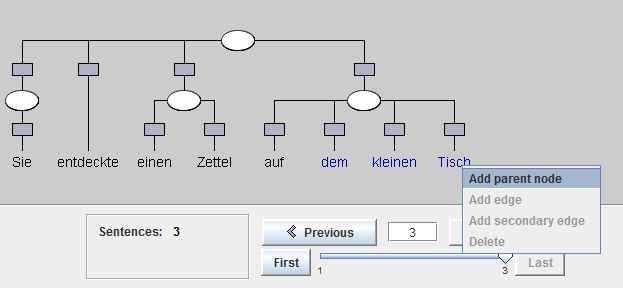 Sie entdeckte einen Zettel auf dem kleinen Tisch
Add parent node
Add edge
Add secondary edge
Delete
Sentences: 3
Previous
3
First
1
3
Last